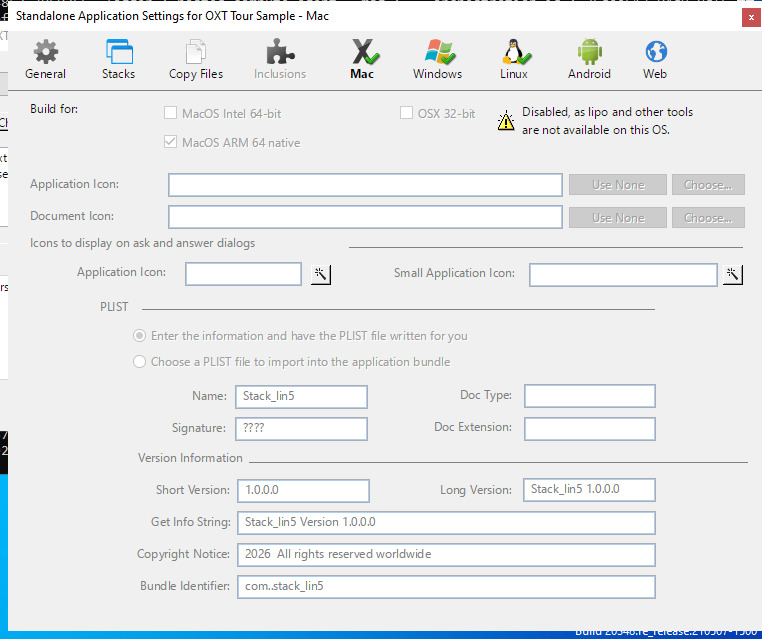 Standalone Application Settings for OXT Tour Sample - Mac
General Stacks Copy Files Inclusions Mac Windows Linux Android Web
Build for:
MacOS Intel 64-bit
OSX 32-bit
Disabled, as lipo and other tools
are not available on this OS.
MacOS ARM 64 native
Application Icon:
Use None
Choose...
Document Icon:
Use None
Choose...
Icons to display on ask and answer dialogs
Application Icon:
Small Application Icon:
PLIST
Enter the information and have the PLIST file written for you
Choose a PLIST file to import into the application bundle
Name: Stack_lin5
Doc Type:
Signature: ????
Doc Extension:
Version Information
Short Version: 1.0.0.0
Long Version: Stack_lin5 1.0.0.0
Get Info String: Stack_lin5 Version 1.0.0.0
Copyright Notice: 2026 All rights reserved worldwide
Bundle Identifier: com..stack_lin5